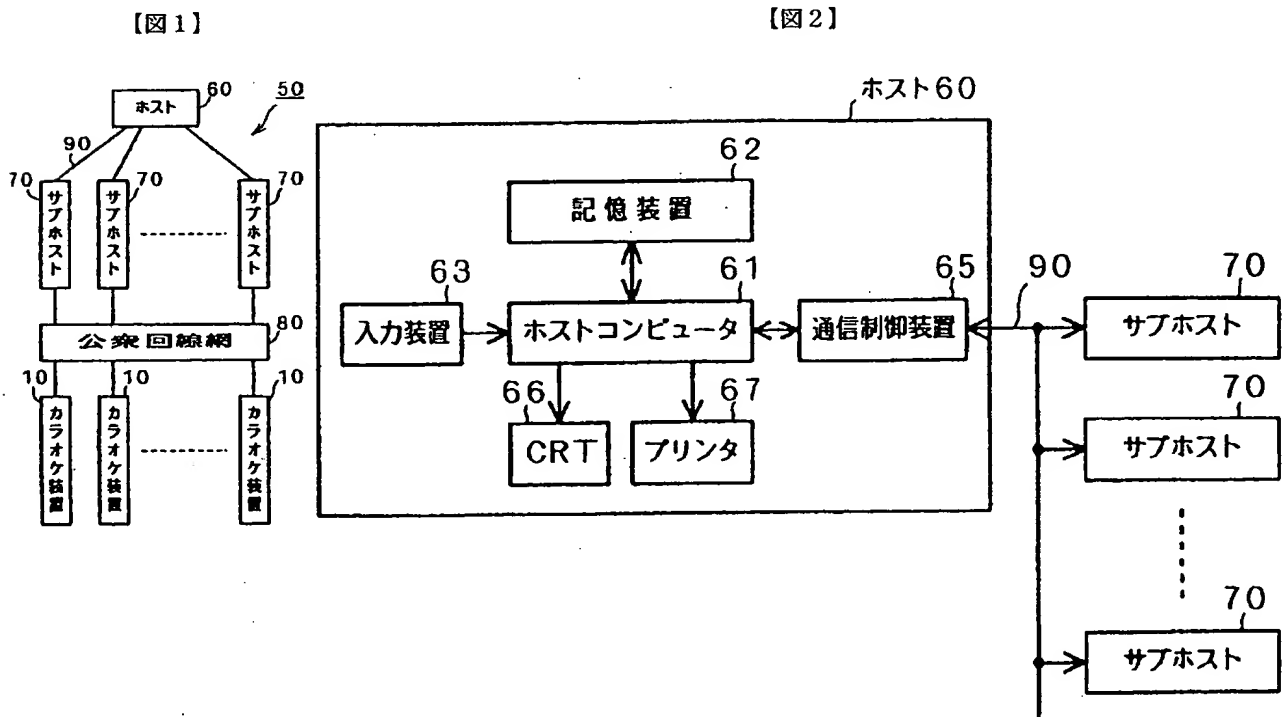 【図1】
【図2】
60
50
ホスト
90
70
70
70
サブホスト
サブホスト
サブホスト
80
公衆回線網
10
10
10
カラオケ装置
カラオケ装置
カラオケ装置
ホスト60
62
記憶装置
63
61
65
90
70
入力装置
ホストコンピュータ
通信制御装置
サブホスト
66
67
70
CRT
プリンタ
サブホスト
70
サブホスト